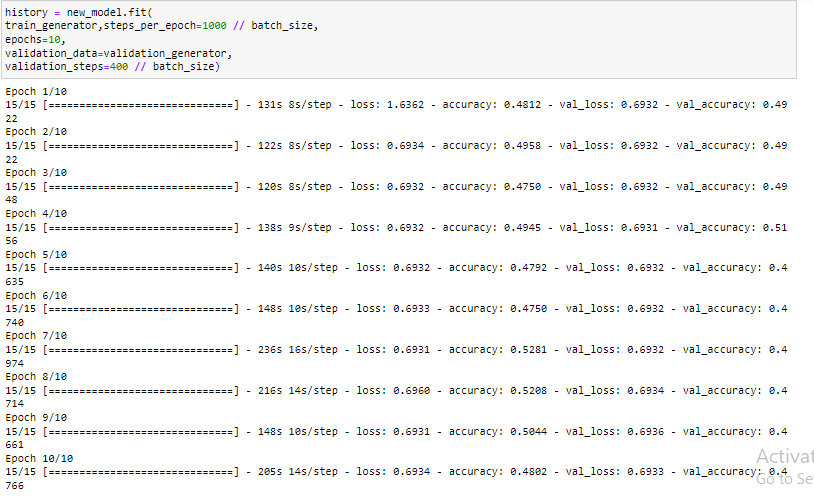 history = new_model.fit(
train_generator,steps_per_epoch=1000 // batch_size,
epochs=10,
validation_data=validation_generator,
validation_steps=400 // batch_size)
Epoch 1/10
15/15 [==============================] - 131s 8s/step - loss: 1.6362 - accuracy: 0.4812 - val_loss: 0.6932 - val_accuracy: 0.49
22
Epoch 2/10
15/15 [==============================] - 122s 8s/step - loss: 0.6934 - accuracy: 0.4958 - val_loss: 0.6932 - val_accuracy: 0.49
22
Epoch 3/10
15/15 [==============================] - 120s 8s/step - loss: 0.6932 - accuracy: 0.4750 - val_loss: 0.6932 - val_accuracy: 0.49
48
Epoch 4/10
15/15 [==============================] - 138s 9s/step - loss: 0.6932 - accuracy: 0.4945 - val_loss: 0.6931 - val_accuracy: 0.51
56
Epoch 5/10
15/15 [==============================] - 140s 10s/step - loss: 0.6932 - accuracy: 0.4792 - val_loss: 0.6932 - val_accuracy: 0.4
635
Epoch 6/10
15/15 [==============================] - 148s 10s/step - loss: 0.6933 - accuracy: 0.4750 - val_loss: 0.6932 - val_accuracy: 0.4
740
Epoch 7/10
15/15 [==============================] - 236s 16s/step - loss: 0.6931 - accuracy: 0.5281 - val_loss: 0.6932 - val_accuracy: 0.4
974
Epoch 8/10
15/15 [==============================] - 216s 14s/step - loss: 0.6960 - accuracy: 0.5208 - val_loss: 0.6934 - val_accuracy: 0.4
714
Epoch 9/10
15/15 [==============================] - 148s 10s/step - loss: 0.6931 - accuracy: 0.5044 - val_loss: 0.6936 - val_accuracy: 0.4
661
Epoch 10/10
15/15 [==============================] - 205s 14s/step - loss: 0.6934 - accuracy: 0.4802 - val_loss: 0.6933 - val_accuracy: 0.4
766
Activat
Go to Se